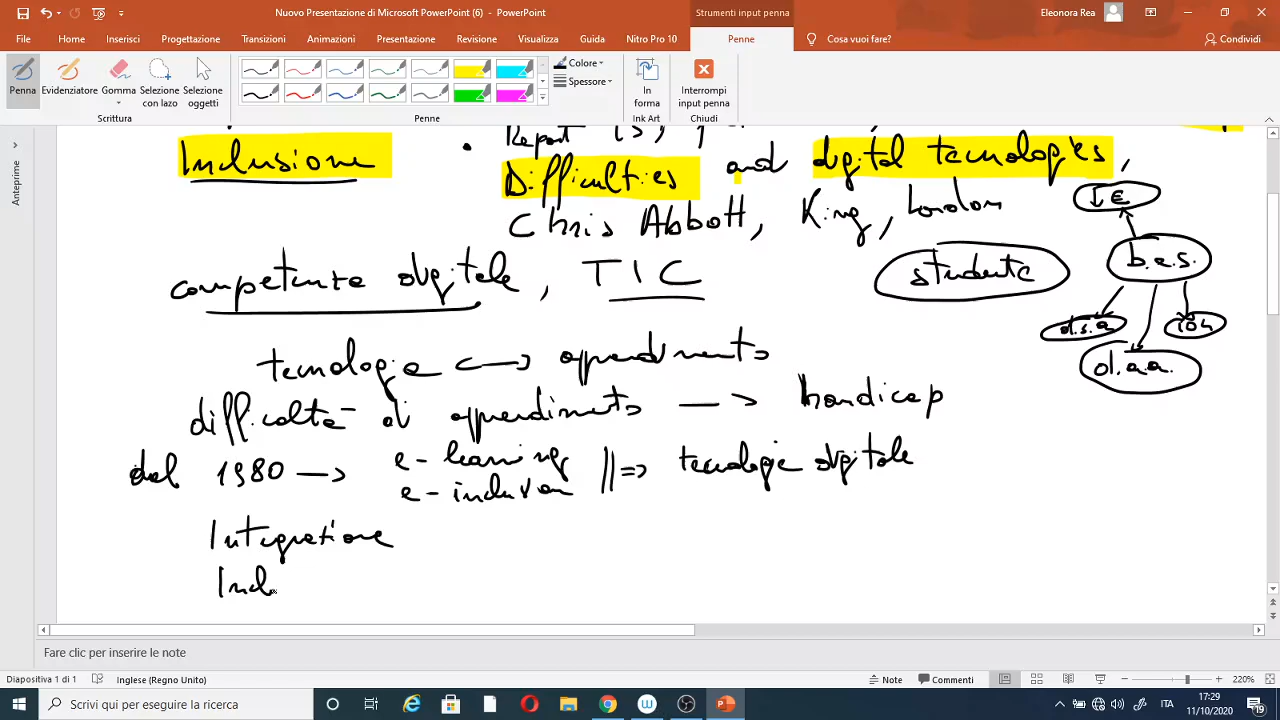 Nuovo Presentazione di Microsoft PowerPoint (6) - PowerPoint
Strumenti input penna
Eleonora Rea
File Home Inserisci Progettazione Transizioni Animazioni Presentazione Revisione Visualizza Guida Nitro Pro 10 Penne Cosa vuoi fare? Condividi
Penna Evidenziatore Gomma Selezione con lazo Selezione oggetti
Colore
Spessore
In forma
Interrompi input penna
Scrittura Penne Ink Art Chiudi
Anteprime
Report (s)
Inclusione
Difficulties and digital tecnologies,
Chris Abbott, King, London
↓ €
b.e.s.
competenze digitale, TIC
studente
d.s.a
104
d.a.a.
tecnologie <-> apprendimento
difficoltà di apprendimento -> handicap
dal 1980 -> e-learning
e-inclusion
|| => tecnologie digitale
Integrazione
Incl
Fare clic per inserire le note
Diapositiva 1 di 1 Inglese (Regno Unito) Note Commenti 220%
Scrivi qui per eseguire la ricerca
ITA
17:29
11/10/2020
19